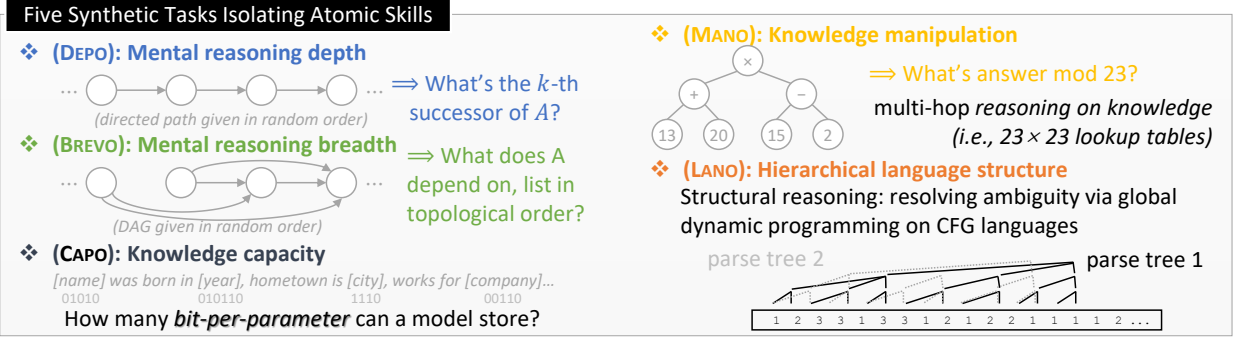 Five Synthetic Tasks Isolating Atomic Skills
❖ (DEPO): Mental reasoning depth
... ...
(directed path given in random order)
⟹ What's the k-th
successor of A?
❖ (BREVO): Mental reasoning breadth
... ...
(DAG given in random order)
⟹ What does A
depend on, list in
topological order?
❖ (CAPO): Knowledge capacity
[name] was born in [year], hometown is [city], works for [company]...
01010 010110 1110 00110
How many bit-per-parameter can a model store?
❖ (MANO): Knowledge manipulation
×
+ −
13 20 15 2
⟹ What's answer mod 23?
multi-hop reasoning on knowledge
(i.e., 23 × 23 lookup tables)
❖ (LANO): Hierarchical language structure
Structural reasoning: resolving ambiguity via global
dynamic programming on CFG languages
parse tree 2 parse tree 1
1 2 3 3 1 3 3 1 2 1 2 2 1 1 1 1 2 ...